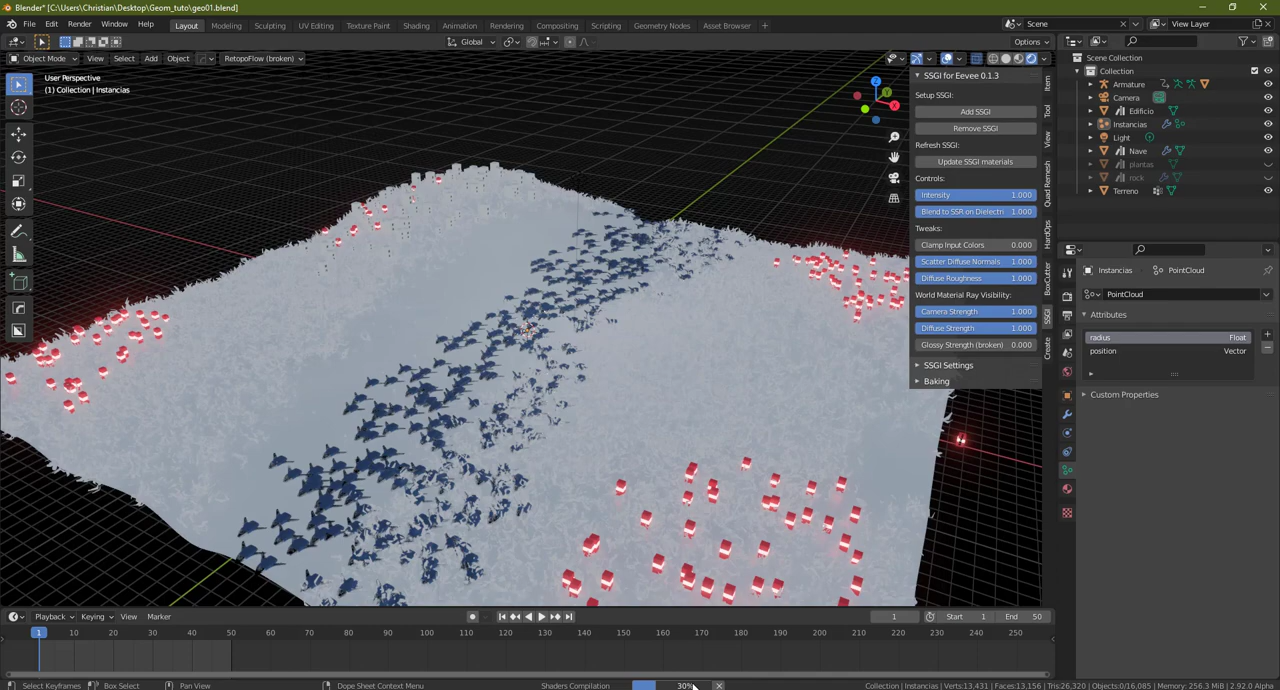 Blender* [C:\Users\Christian\Desktop\Geom_tuto\geo01.blend]
File Edit Render Window Help Layout Modeling Sculpting UV Editing Texture Paint Shading Animation Rendering Compositing Scripting Geometry Nodes Asset Browser + Scene View Layer
Global Options
Object Mode View Select Add Object RetopoFlow (broken)
User Perspective
(1) Collection | Instancias
SSGI for Eevee 0.1.3
Setup SSGI:
Add SSGI
Remove SSGI
Refresh SSGI:
Update SSGI materials
Controls:
Intensity 1.000
Blend to SSR on Dielectri 1.000
Tweaks:
Clamp Input Colors 0.000
Scatter Diffuse Normals 1.000
Diffuse Roughness 1.000
World Material Ray Visibility:
Camera Strength 1.000
Diffuse Strength 1.000
Glossy Strength (broken) 0.000
SSGI Settings
Baking
Item
Tool
View
Quad Remesh
HardOps
BoxCutter
SSGI
Create
Z
Y
X
Scene Collection
Collection
Armature
Camera
Edificio
Instancias
Light
Nave
plantas
rock
Terreno
Instancias PointCloud
PointCloud
Attributes
radius Float
position Vector
Custom Properties
Playback Keying View Marker 1 Start 1 End 50
1 10 20 30 40 50 60 70 80 90 100 110 120 130 140 150 160 170 180 190 200 210 220 230 240 250
Select Keyframes Box Select Pan View Dope Sheet Context Menu Shaders Compilation 30% Collection | Instancias | Verts:13,431 | Faces:13,156 | Tris:26,320 | Objects:0/16,085 | Memory: 256.3 MiB | 2.92.0 Alpha